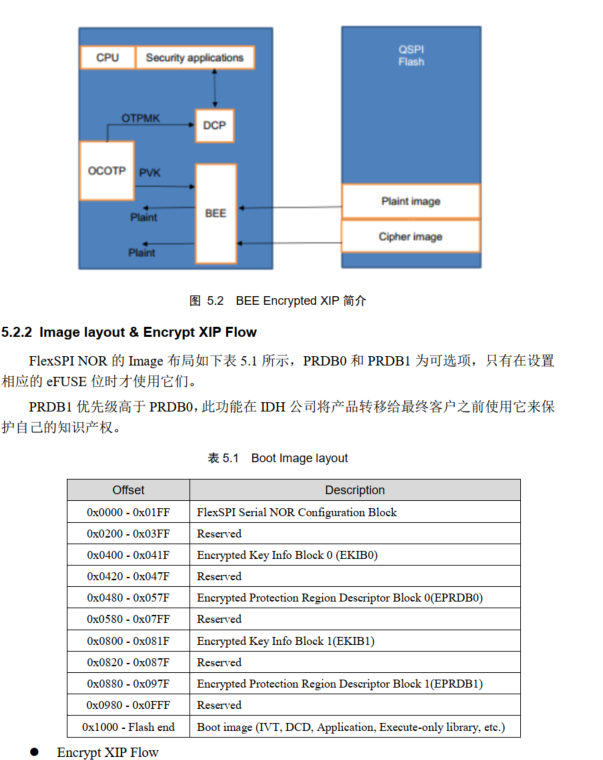 CPU
Security applications
QSPI
Flash
OTPMK
DCP
OCOTP
PVK
BEE
Plaint
Plaint
Plaint image
Cipher image
图 5.2 BEE Encrypted XIP 简介
5.2.2 Image layout & Encrypt XIP Flow
FlexSPI NOR 的 Image 布局如下表 5.1 所示，PRDB0 和 PRDB1 为可选项，只有在设置
相应的 eFUSE 位时才使用它们。
PRDB1 优先级高于 PRDB0，此功能在 IDH 公司将产品转移给最终客户之前使用它来保
护自己的知识产权。
表 5.1 Boot Image layout
Offset Description
0x0000 - 0x01FF FlexSPI Serial NOR Configuration Block
0x0200 - 0x03FF Reserved
0x0400 - 0x041F Encrypted Key Info Block 0 (EKIB0)
0x0420 - 0x047F Reserved
0x0480 - 0x057F Encrypted Protection Region Descriptor Block 0(EPRDB0)
0x0580 - 0x07FF Reserved
0x0800 - 0x081F Encrypted Key Info Block 1(EKIB1)
0x0820 - 0x087F Reserved
0x0880 - 0x097F Encrypted Protection Region Descriptor Block 1(EPRDB1)
0x0980 - 0x0FFF Reserved
0x1000 - Flash end Boot image (IVT, DCD, Application, Execute-only library, etc.)
● Encrypt XIP Flow